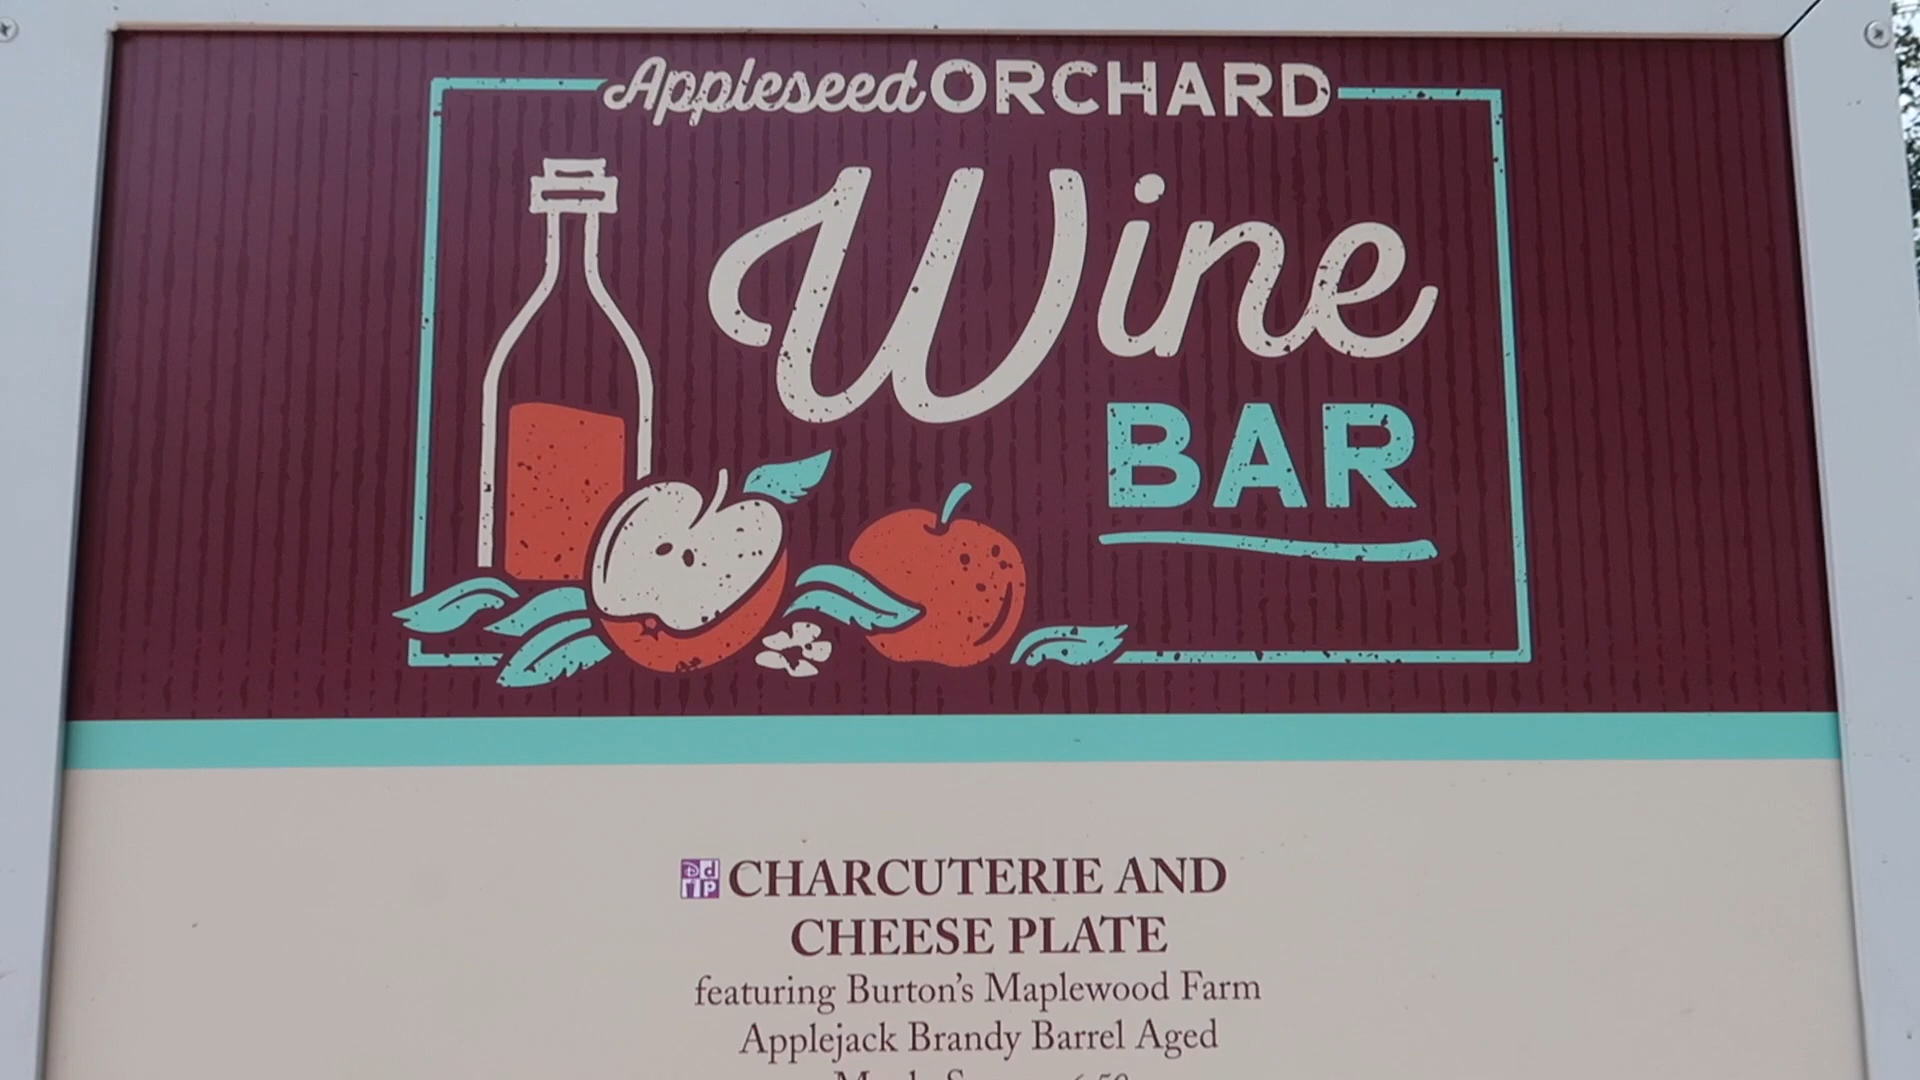 Appleseed ORCHARD
Wine
BAR
CHARCUTERIE AND
CHEESE PLATE
featuring Burton's Maplewood Farm
Applejack Brandy Barrel Aged